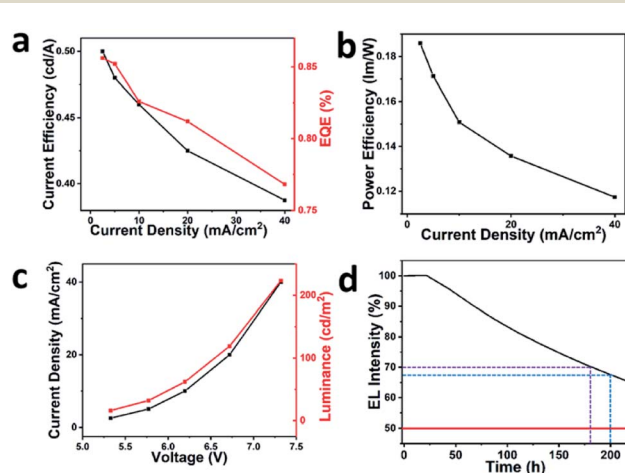 a
Current Efficiency (cd/A)
0.50
0.45
0.40
0.85
0.80
0.75
EQE (%)
0 10 20 30 40
Current Density (mA/cm²)
b
Power Efficiency (lm/W)
0.18
0.16
0.14
0.12
0 20 40
Current Density (mA/cm²)
c
Current Density (mA/cm²)
40
20
0
200
100
0
Luminance (cd/m²)
5.0 5.5 6.0 6.5 7.0 7.5
Voltage (V)
d
EL Intensity (%)
100
90
80
70
60
50
0 50 100 150 200
Time (h)